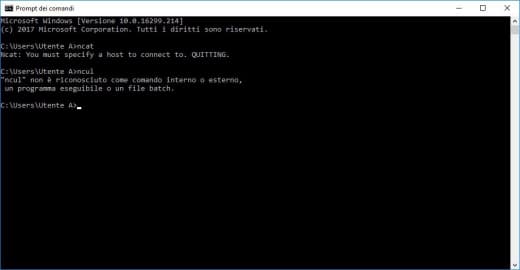 Prompt dei comandi
Microsoft Windows [Versione 10.0.16299.214]
(c) 2017 Microsoft Corporation. Tutti i diritti sono riservati.
C:\Users\Utente A>ncat
Ncat: You must specify a host to connect to. QUITTING.
C:\Users\Utente A>ncul
"ncul" non è riconosciuto come comando interno o esterno,
 un programma eseguibile o un file batch.
C:\Users\Utente A>